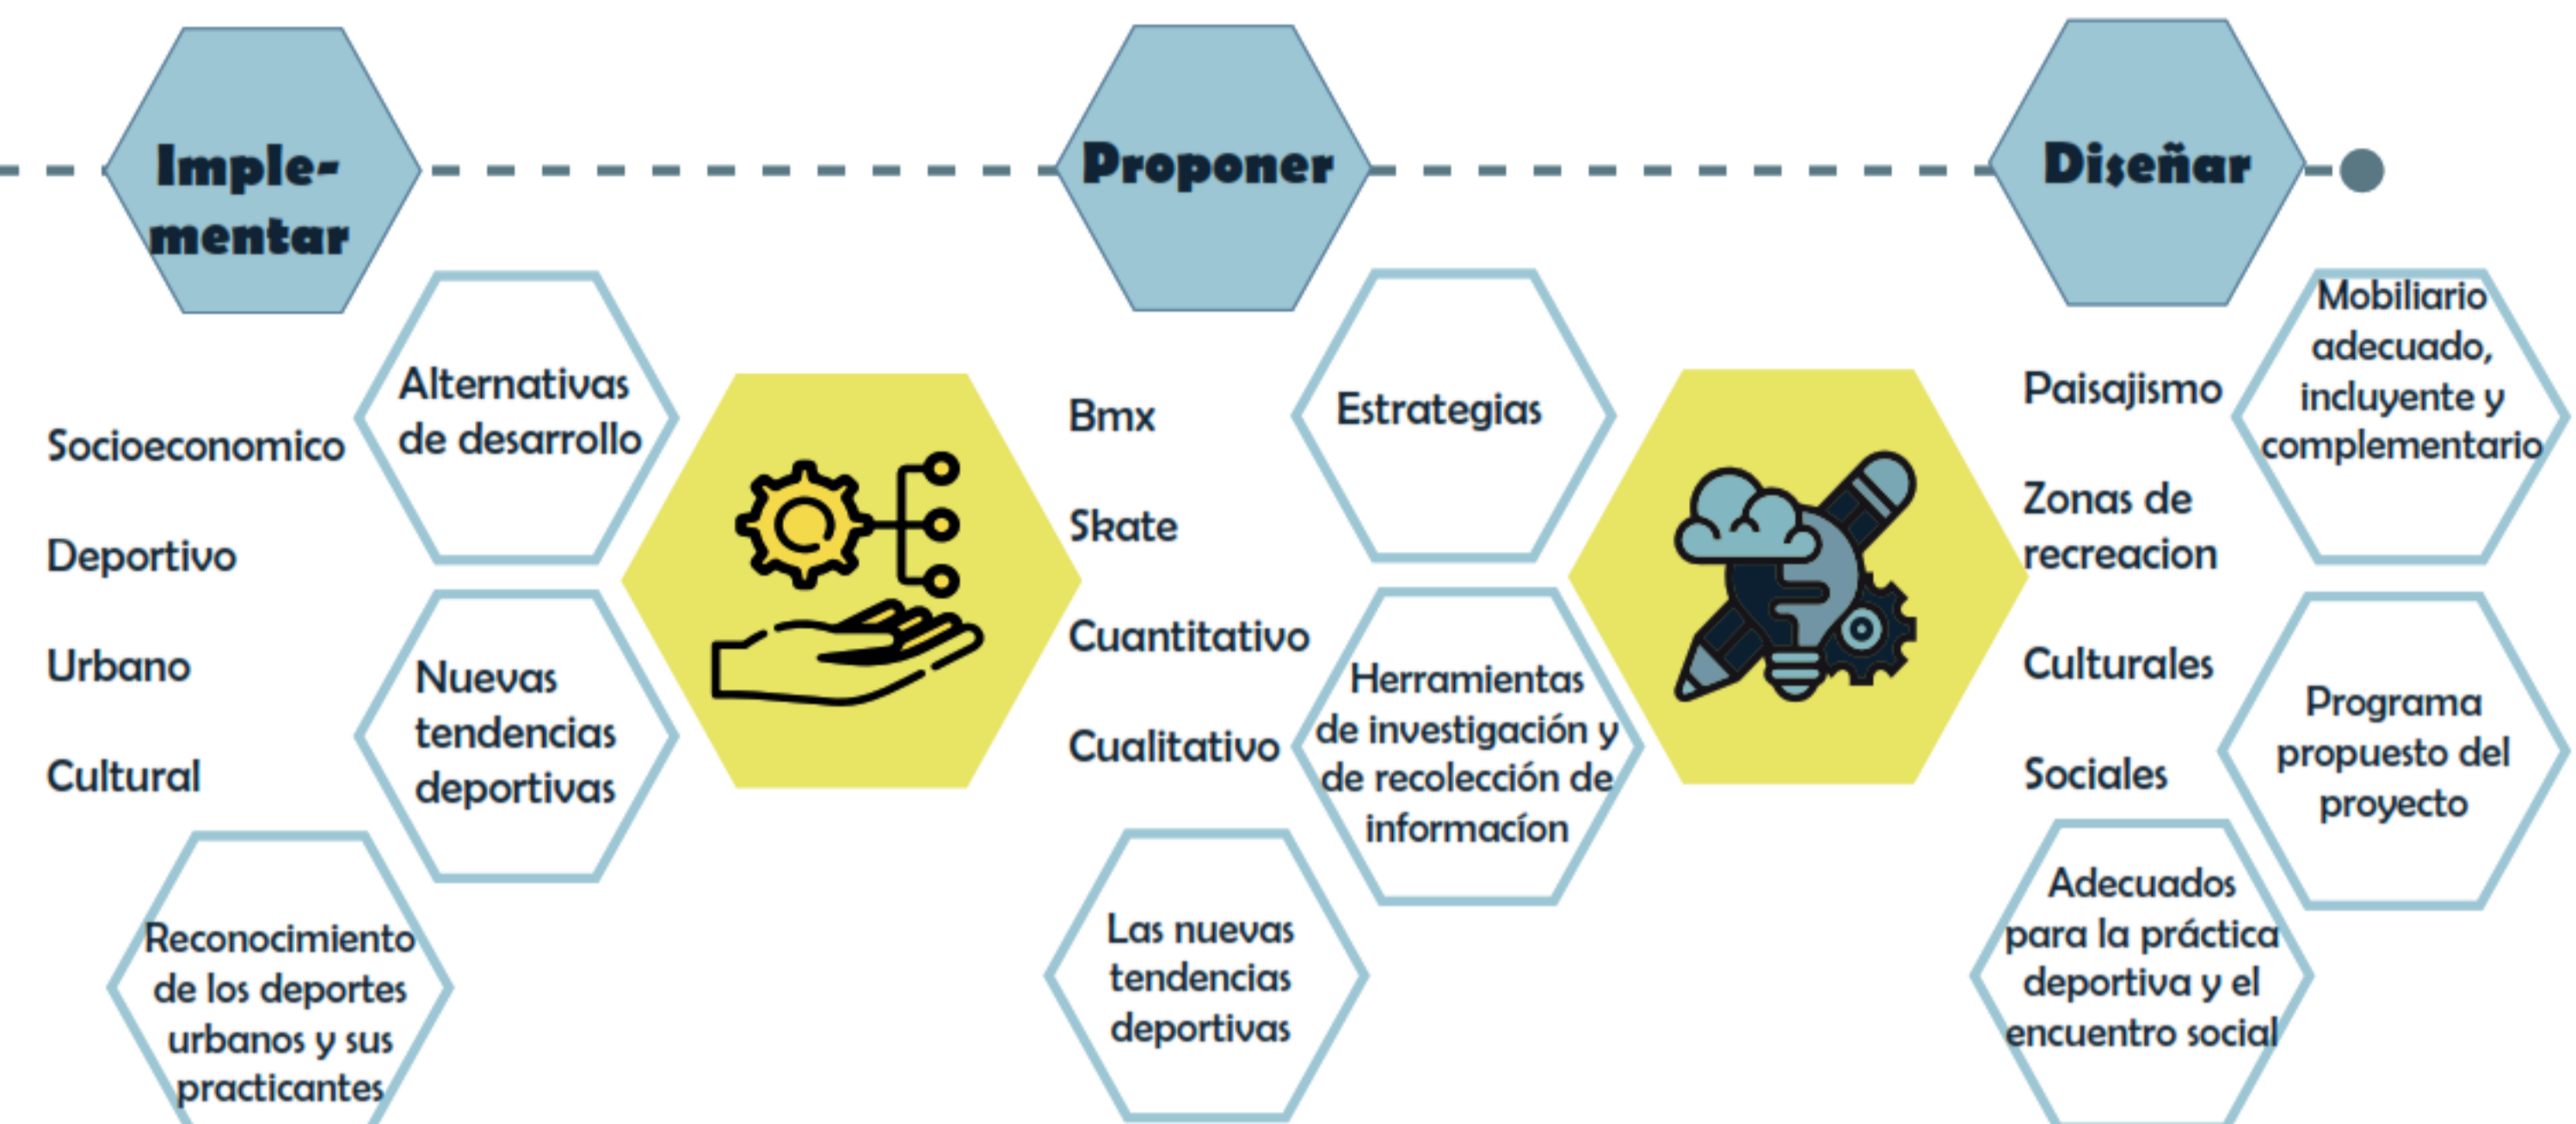 Imple-
mentar
Alternativas
de desarrollo
Socioeconomico
Deportivo
Urbano
Cultural
Nuevas
tendencias
deportivas
Reconocimiento
de los deportes
urbanos y sus
practicantes
Proponer
Estrategias
Bmx
Skate
Cuantitativo
Cualitativo
Herramientas
de investigación y
de recolección de
informacíon
Las nuevas
tendencias
deportivas
Diseñar
Mobiliario
adecuado,
incluyente y
complementario
Paisajismo
Zonas de
recreacion
Culturales
Sociales
Programa
propuesto del
proyecto
Adecuados
para la práctica
deportiva y el
encuentro social